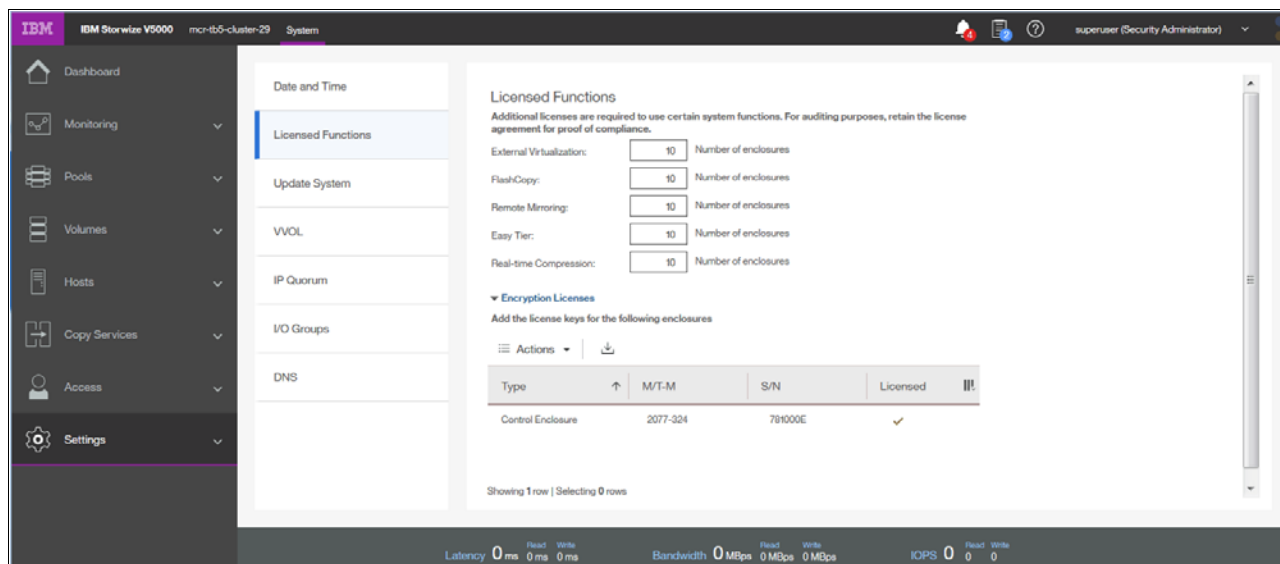 IBM IBM Storwize V5000 mcr-tb5-cluster-29 System 4 2 superuser (Security Administrator)
Dashboard
Monitoring
Pools
Volumes
Hosts
Copy Services
Access
Settings
Date and Time
Licensed Functions
Update System
VVOL
IP Quorum
I/O Groups
DNS
Licensed Functions
Additional licenses are required to use certain system functions. For auditing purposes, retain the license
agreement for proof of compliance.
External Virtualization: 10 Number of enclosures
FlashCopy: 10 Number of enclosures
Remote Mirroring: 10 Number of enclosures
Easy Tier: 10 Number of enclosures
Real-time Compression: 10 Number of enclosures
Encryption Licenses
Add the license keys for the following enclosures
Actions
Type M/T-M S/N Licensed
Control Enclosure 2077-324 781000E
Showing 1 row | Selecting 0 rows
Latency 0 ms Read 0 ms Write 0 ms Bandwidth 0 MBps Read 0 MBps Write 0 MBps IOPS 0 Read 0 Write 0